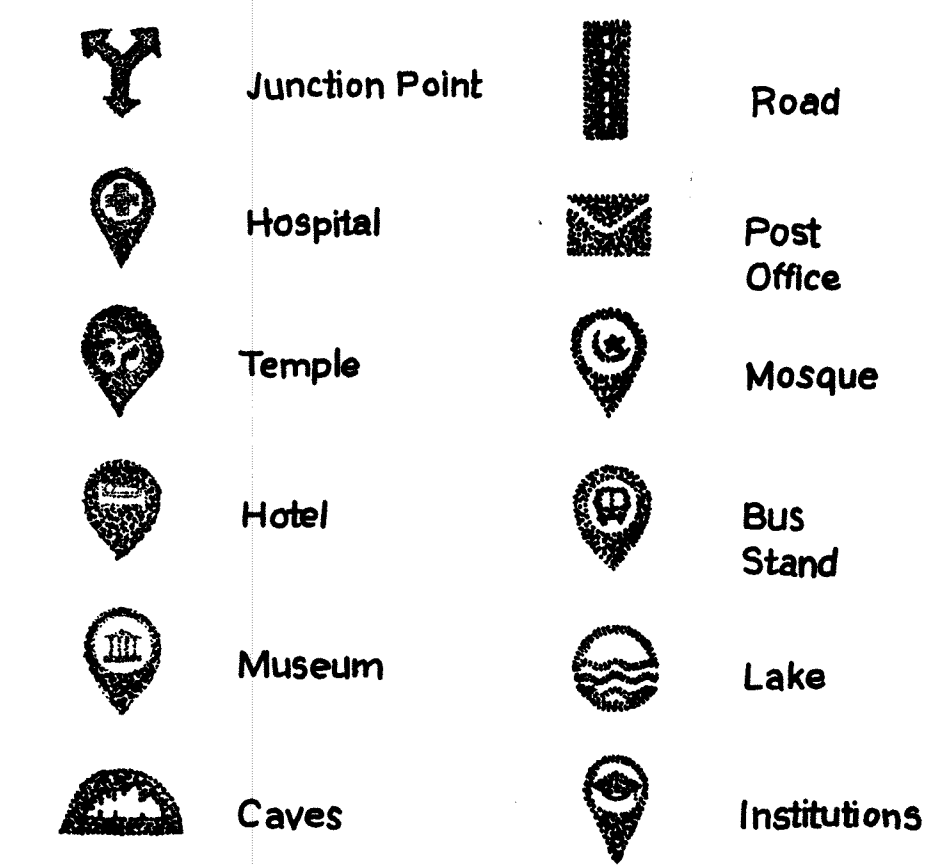 Junction Point
Road
Hospital
Post
Office
Temple
Mosque
Hotel
Bus
Stand
Museum
Lake
Caves
Institutions